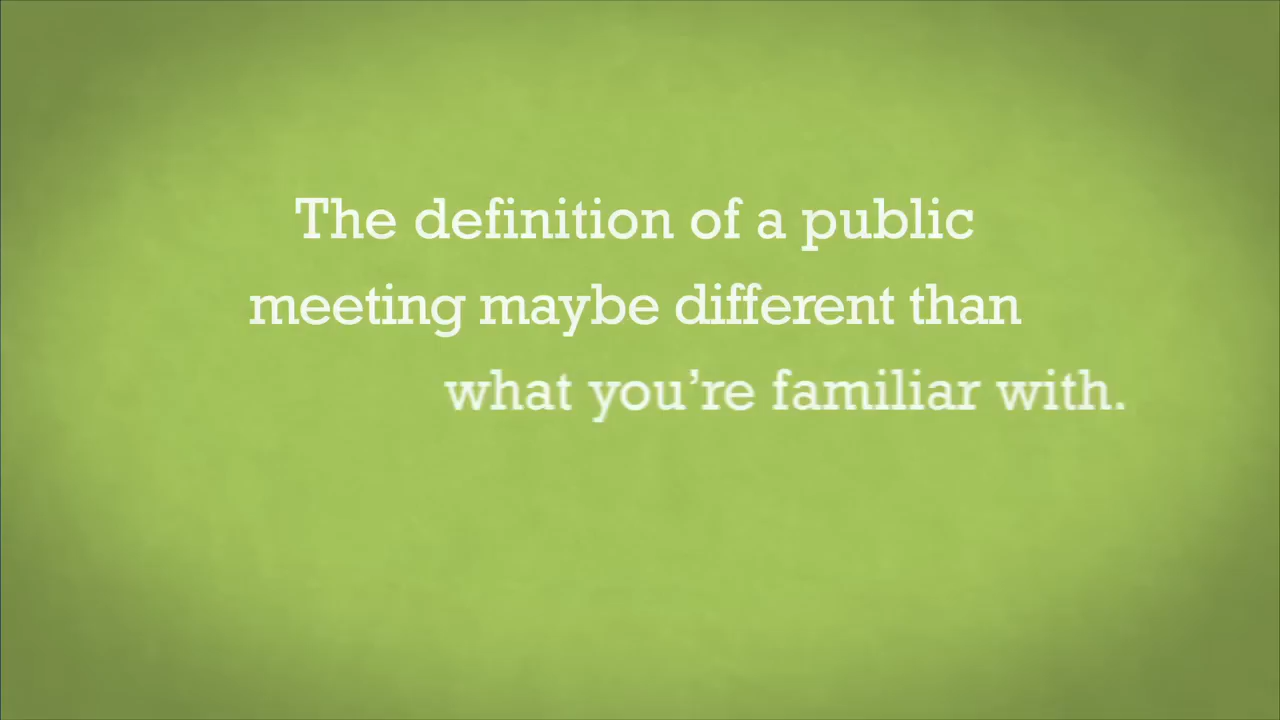 The definition of a public
meeting maybe different than
what you’re familiar with.